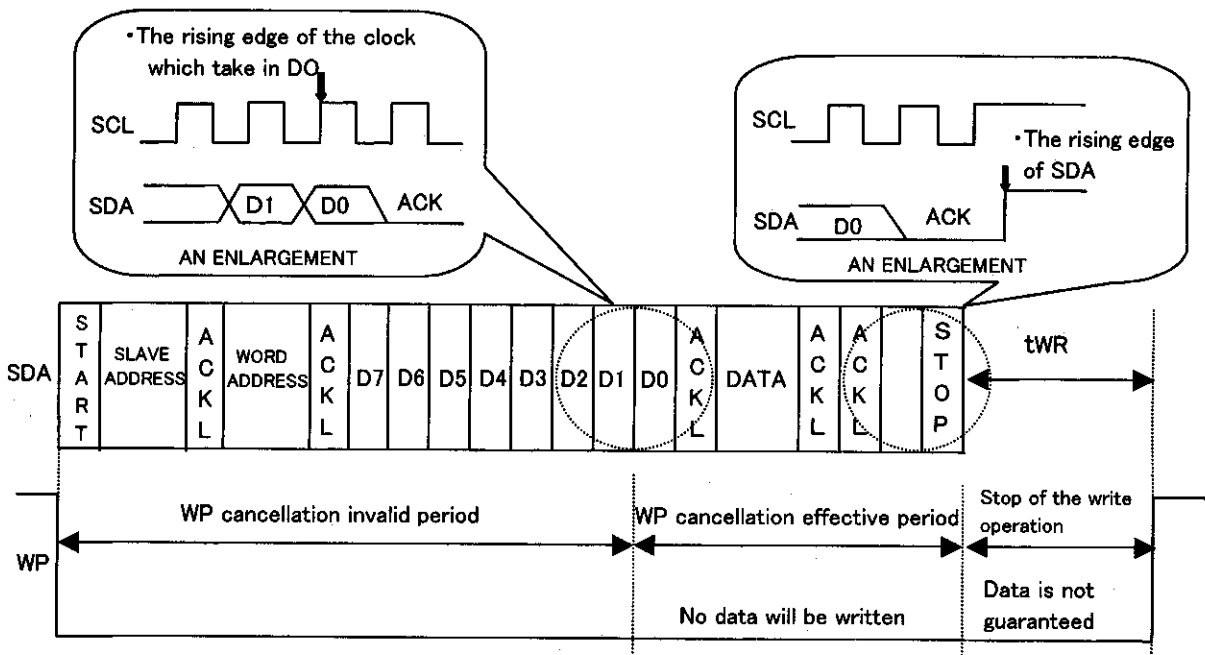 ・The rising edge of the clock
which take in DO
SCL
SDA
D1
D0
ACK
AN ENLARGEMENT
SCL
・The rising edge
of SDA
SDA
D0
ACK
AN ENLARGEMENT
SDA
START
SLAVE
ADDRESS
ACKL
WORD
ADDRESS
ACKL
D7
D6
D5
D4
D3
D2
D1
D0
ACKL
DATA
ACKL
ACKL
STOP
tWR
WP
WP cancellation invalid period
WP cancellation effective period
Stop of the write
operation
No data will be written
Data is not
guaranteed